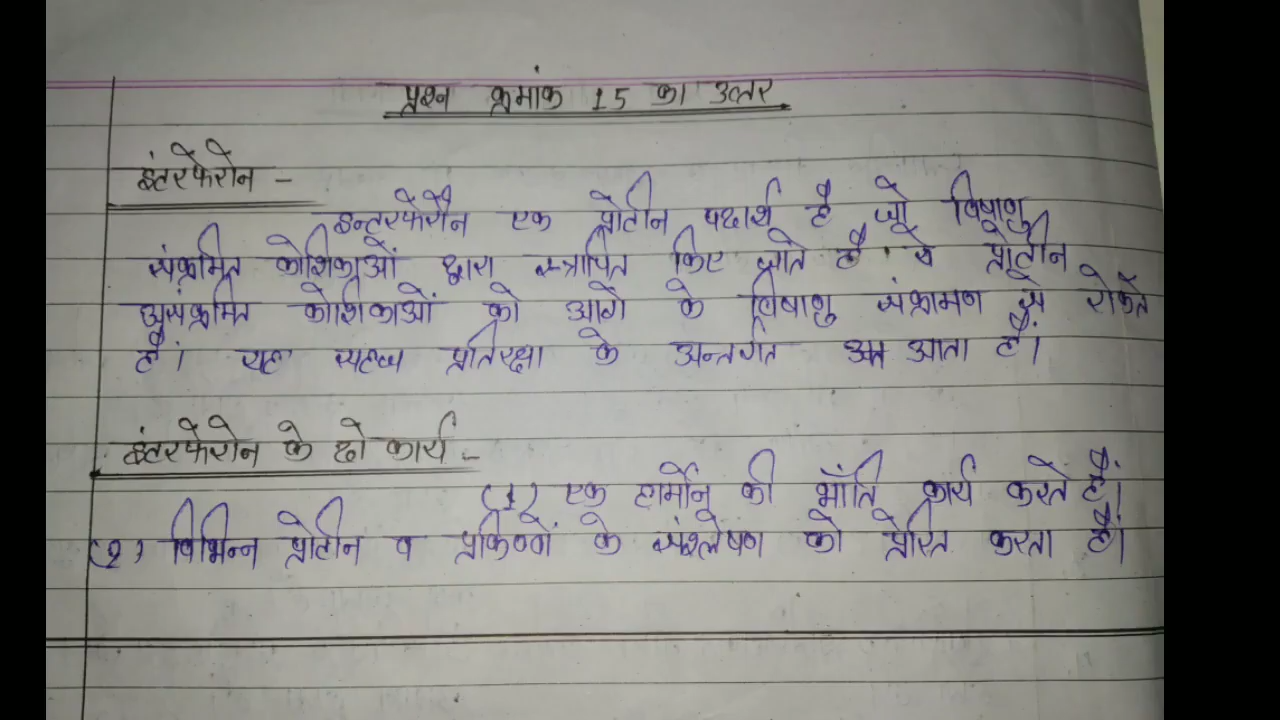 प्रश्न क्रमांक 15 का उत्तर
इंटरफेरोन –
इन्टरफेरॉन एक प्रोटीन पदार्थ है जो विषाणु
संक्रमित कोशिकाओं द्वारा स्त्रापित किए जाते है। ये प्रोटीन
असंक्रमित कोशिकाओं को आगे के विषाणु संक्रामण से रोकते
है। यह सहज प्रतिरक्षा के अन्तर्गत आता है।
इंटरफेरोन के दो कार्य –
(1) एक हार्मोन की भाँति कार्य करते हैं।
(2) विभिन्न प्रोटीन व प्रकिण्वों के संश्लेषण को प्रेरित करता है।